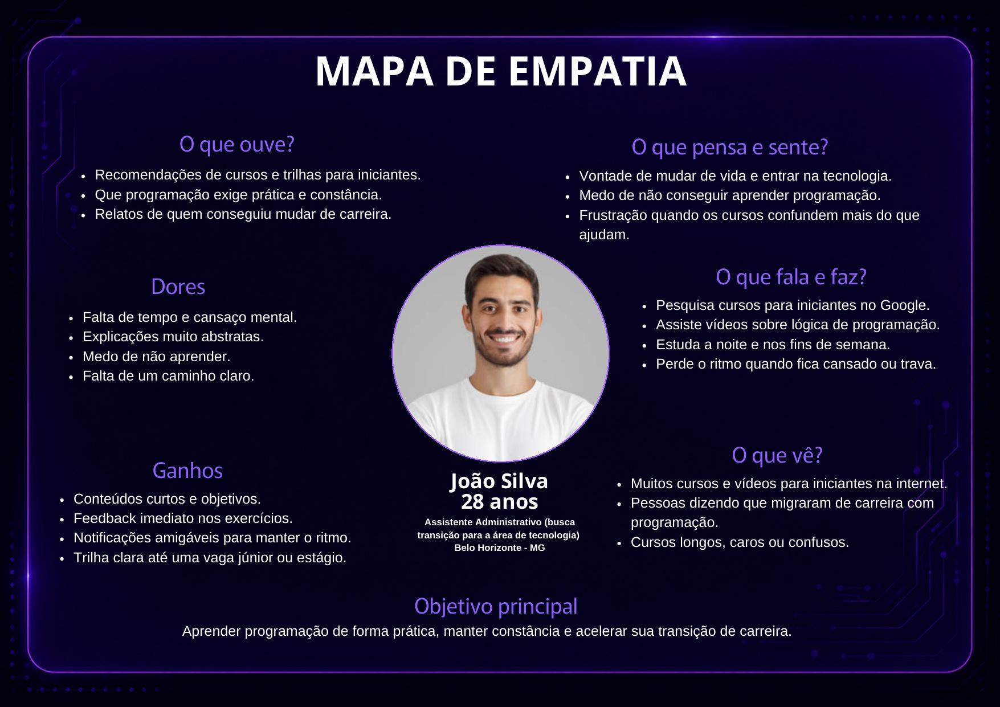 MAPA DE EMPATIA
O que ouve?
Recomendações de cursos e trilhas para iniciantes.
Que programação exige prática e constância.
Relatos de quem conseguiu mudar de carreira.
O que pensa e sente?
Vontade de mudar de vida e entrar na tecnologia.
Medo de não conseguir aprender programação.
Frustração quando os cursos confundem mais do que
ajudam.
Dores
Falta de tempo e cansaço mental.
Explicações muito abstratas.
Medo de não aprender.
Falta de um caminho claro.
O que fala e faz?
Pesquisa cursos para iniciantes no Google.
Assiste vídeos sobre lógica de programação.
Estuda a noite e nos fins de semana.
Perde o ritmo quando fica cansado ou trava.
Ganhos
Conteúdos curtos e objetivos.
Feedback imediato nos exercícios.
Notificações amigáveis para manter o ritmo.
Trilha clara até uma vaga júnior ou estágio.
João Silva
28 anos
Assistente Administrativo (busca
transição para a área de tecnologia)
Belo Horizonte - MG
O que vê?
Muitos cursos e vídeos para iniciantes na internet.
Pessoas dizendo que migraram de carreira com
programação.
Cursos longos, caros ou confusos.
Objetivo principal
Aprender programação de forma prática, manter constância e acelerar sua transição de carreira.